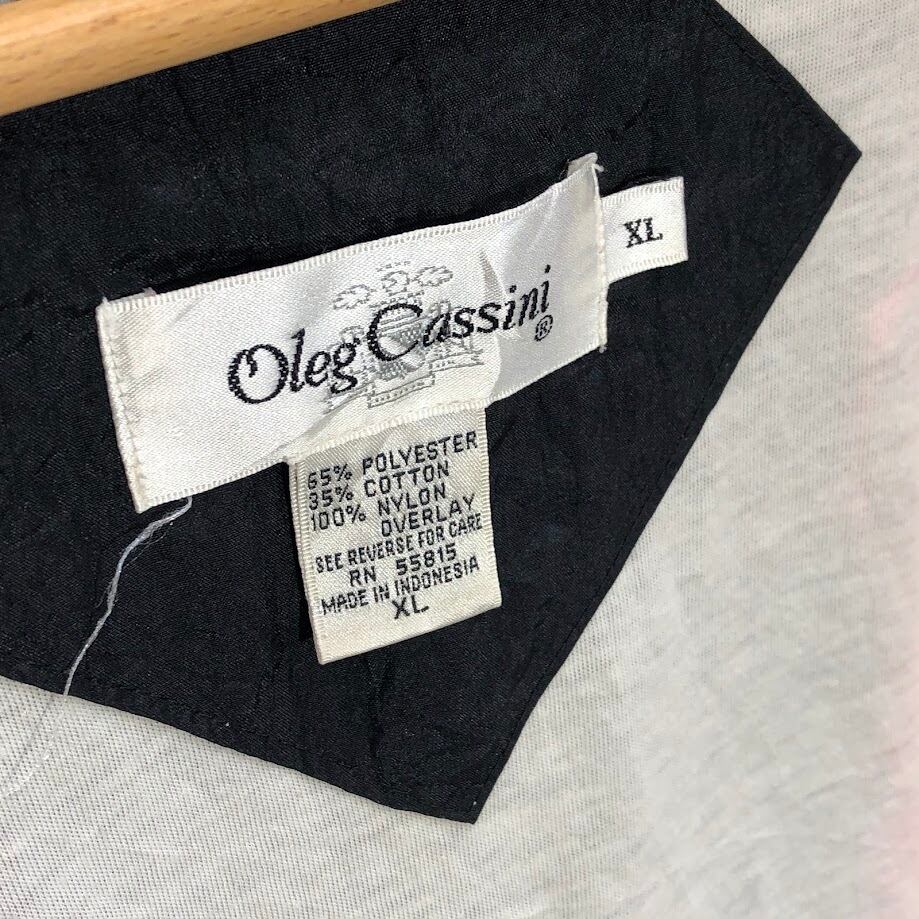 Oleg Cassini®
XL
65% POLYESTER
35% COTTON
100% NYLON
OVERLAY
SEE REVERSE FOR CARE
RN 55815
MADE IN INDONESIA
XL